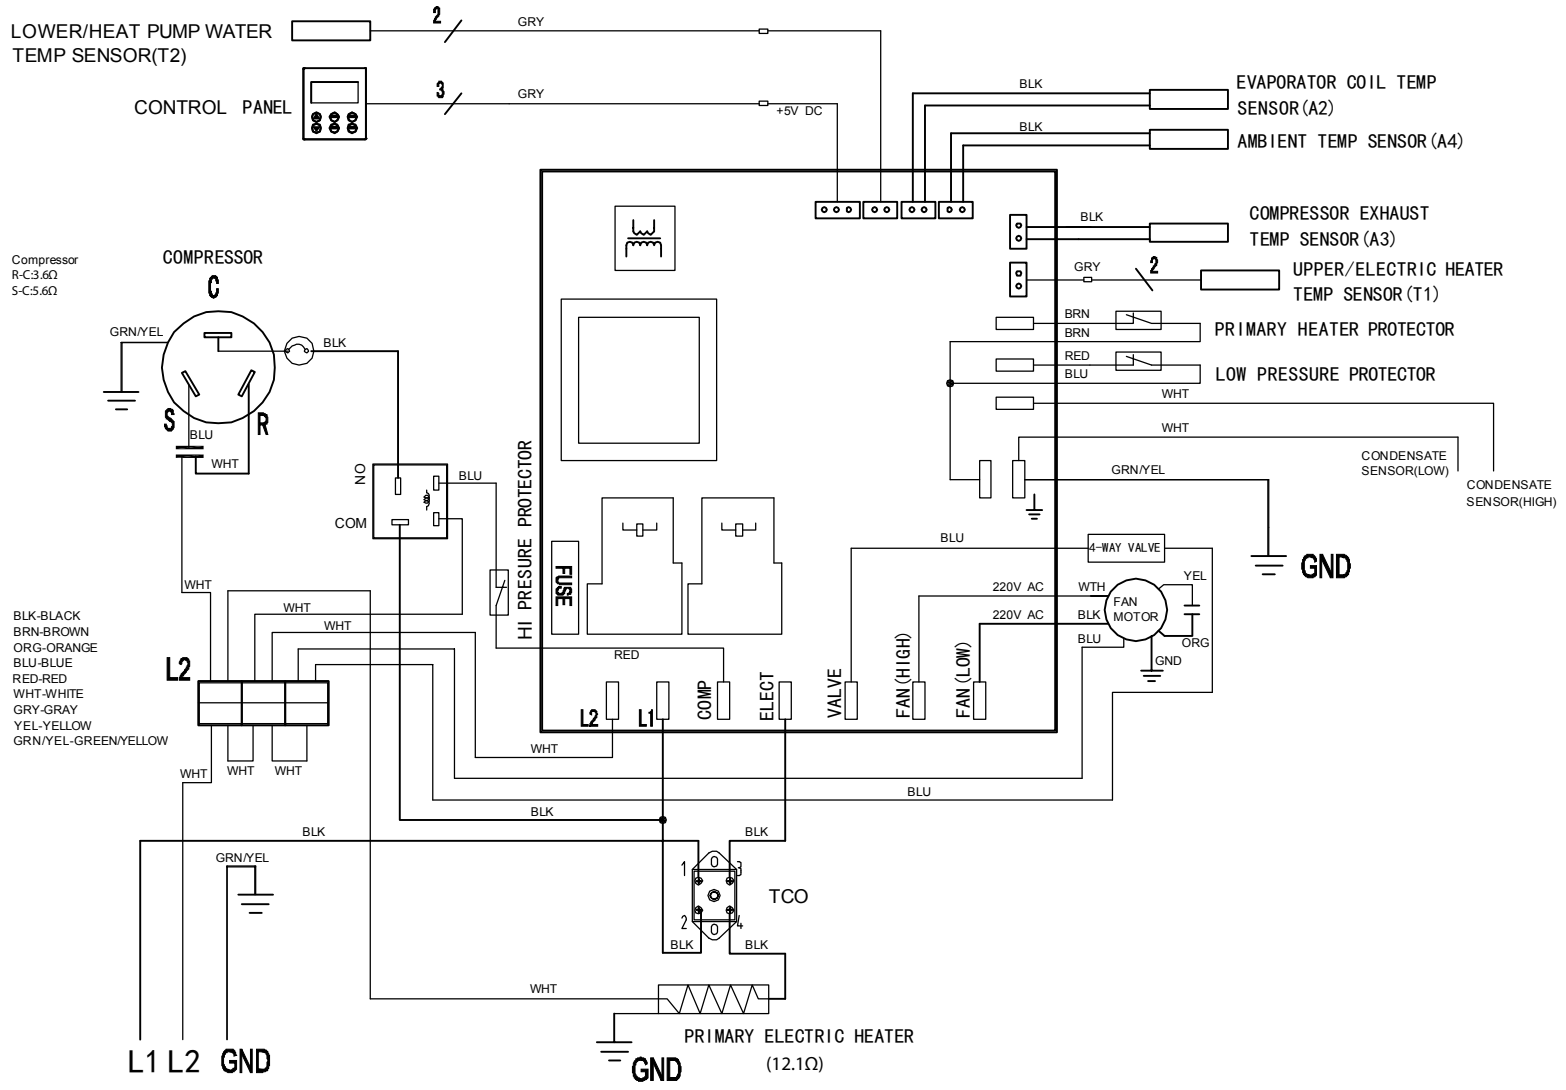 LOWER/HEAT PUMP WATER
TEMP SENSOR(T2)
2
GRY
CONTROL PANEL
3
GRY
+5V DC
BLK
EVAPORATOR COIL TEMP
SENSOR(A2)
BLK
AMBIENT TEMP SENSOR(A4)
BLK
COMPRESSOR EXHAUST
TEMP SENSOR(A3)
GRY
2
UPPER/ELECTRIC HEATER
TEMP SENSOR(T1)
BRN
BRN
PRIMARY HEATER PROTECTOR
RED
BLU
LOW PRESSURE PROTECTOR
WHT
WHT
CONDENSATE
SENSOR(LOW)
CONDENSATE
SENSOR(HIGH)
GRN/YEL
GND
Compressor
R-C:3.6Ω
S-C:5.6Ω
COMPRESSOR
C
GRN/YEL
BLK
S
R
BLU
WHT
NO
COM
BLU
HI PRESURE PROTECTOR
FUSE
BLU
4-WAY VALVE
220V AC
WTH
220V AC
BLK
BLU
FAN
MOTOR
YEL
ORG
GND
WHT
WHT
WHT
RED
BLK-BLACK
BRN-BROWN
ORG-ORANGE
BLU-BLUE
RED-RED
WHT-WHITE
GRY-GRAY
YEL-YELLOW
GRN/YEL-GREEN/YELLOW
L2
L2
L1
COMP
ELECT
VALVE
FAN(HIGH)
FAN(LOW)
WHT
WHT
WHT
WHT
BLU
BLK
BLK
BLK
GRN/YEL
1
3
TCO
2
4
BLK
BLK
WHT
PRIMARY ELECTRIC HEATER
(12.1Ω)
GND
L1 L2 GND